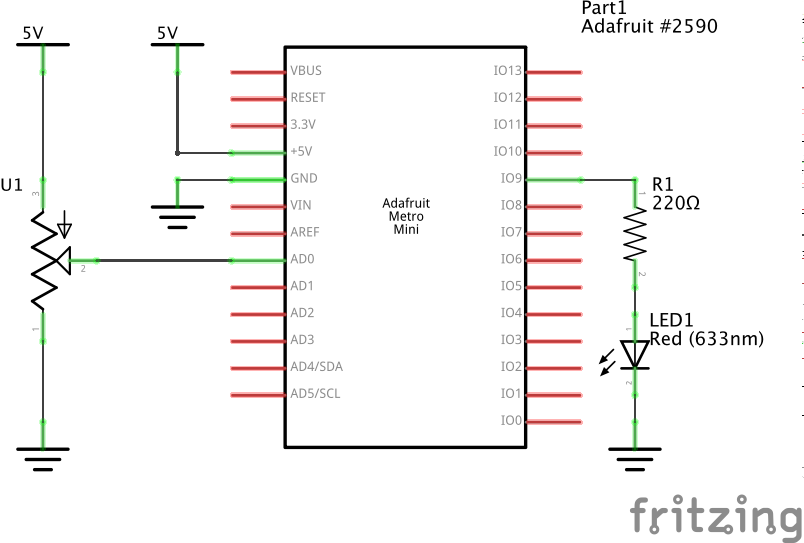 Part1
Adafruit #2590
5V
5V
VBUS
RESET
3.3V
+5V
GND
VIN
AREF
AD0
AD1
AD2
AD3
AD4/SDA
AD5/SCL
Adafruit
Metro
Mini
IO13
IO12
IO11
IO10
IO9
IO8
IO7
IO6
IO5
IO4
IO3
IO2
IO1
IO0
U1
3
2
1
R1
220Ω
1
2
LED1
Red (633nm)
1
2
fritzing